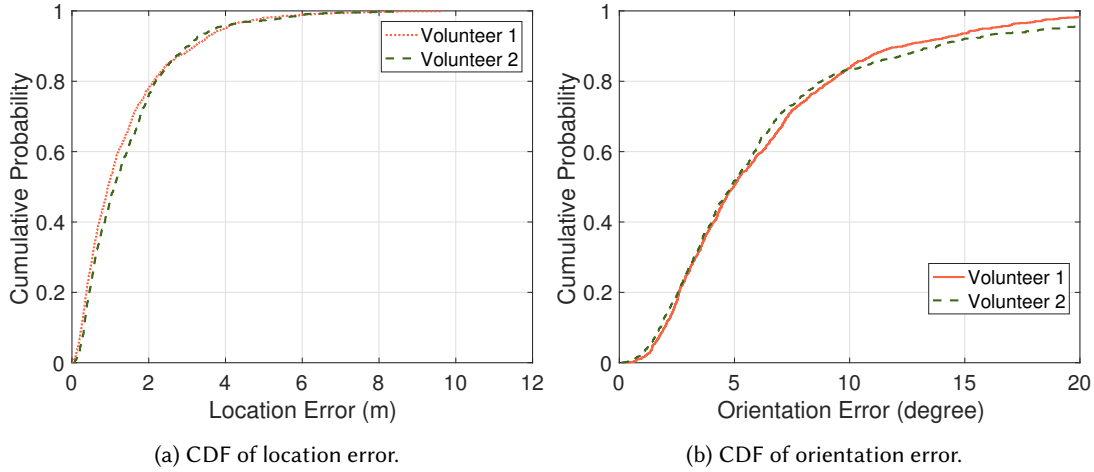 1
0.8
0.6
0.4
0.2
0
Cumulative Probability
0 2 4 6 8 10 12
Location Error (m)
Volunteer 1
Volunteer 2
(a) CDF of location error.
1
0.8
0.6
0.4
0.2
0
Cumulative Probability
0 5 10 15 20
Orientation Error (degree)
Volunteer 1
Volunteer 2
(b) CDF of orientation error.